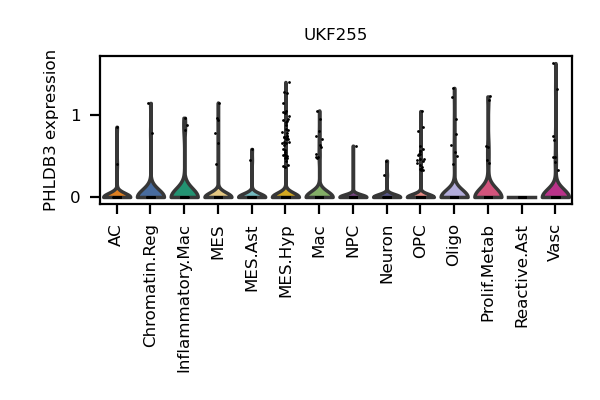 UKF255
PHLDB3 expression
1
0
AC
Chromatin.Reg
Inflammatory.Mac
MES
MES.Ast
MES.Hyp
Mac
NPC
Neuron
OPC
Oligo
Prolif.Metab
Reactive.Ast
Vasc